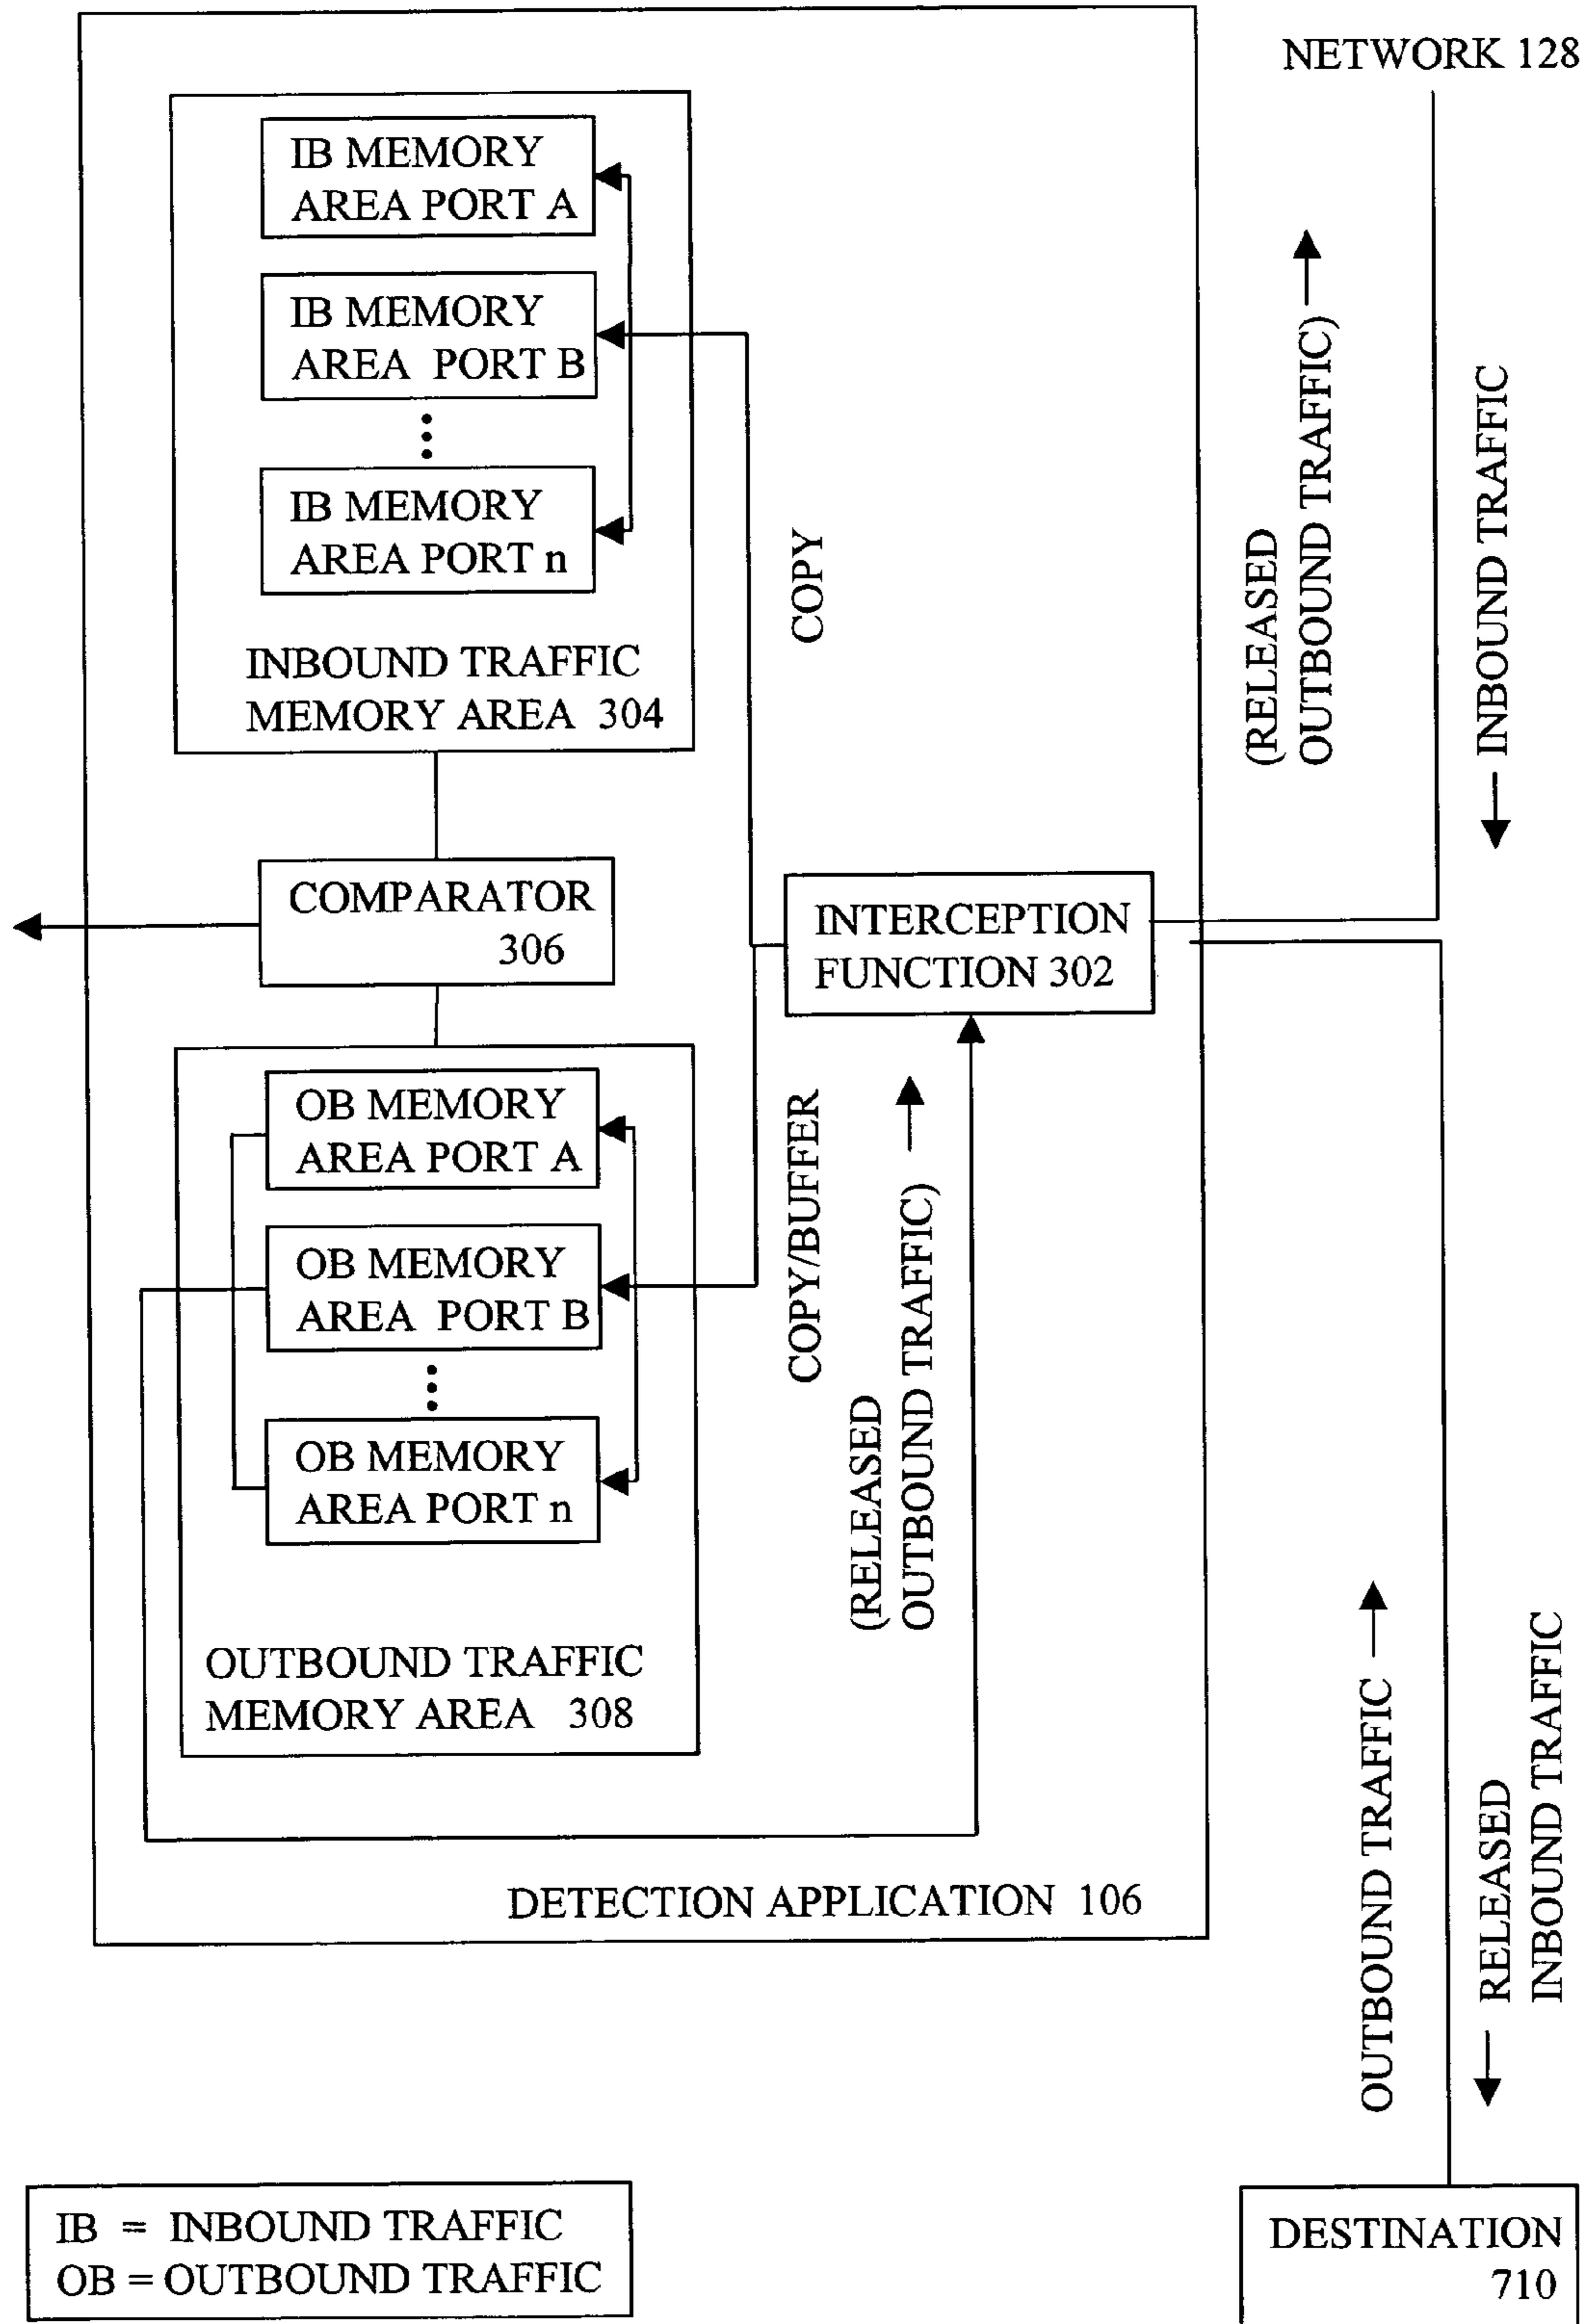 NETWORK 128
IB MEMORY
AREA PORT A
IB MEMORY
AREA PORT B
IB MEMORY
AREA PORT n
INBOUND TRAFFIC
MEMORY AREA 304
COPY
(RELEASED
OUTBOUND TRAFFIC)
INBOUND TRAFFIC
COMPARATOR
306
INTERCEPTION
FUNCTION 302
OB MEMORY
AREA PORT A
OB MEMORY
AREA PORT B
OB MEMORY
AREA PORT n
OUTBOUND TRAFFIC
MEMORY AREA 308
COPY/BUFFER
(RELEASED
OUTBOUND TRAFFIC)
DETECTION APPLICATION 106
OUTBOUND TRAFFIC
RELEASED
INBOUND TRAFFIC
IB = INBOUND TRAFFIC
OB = OUTBOUND TRAFFIC
DESTINATION
710